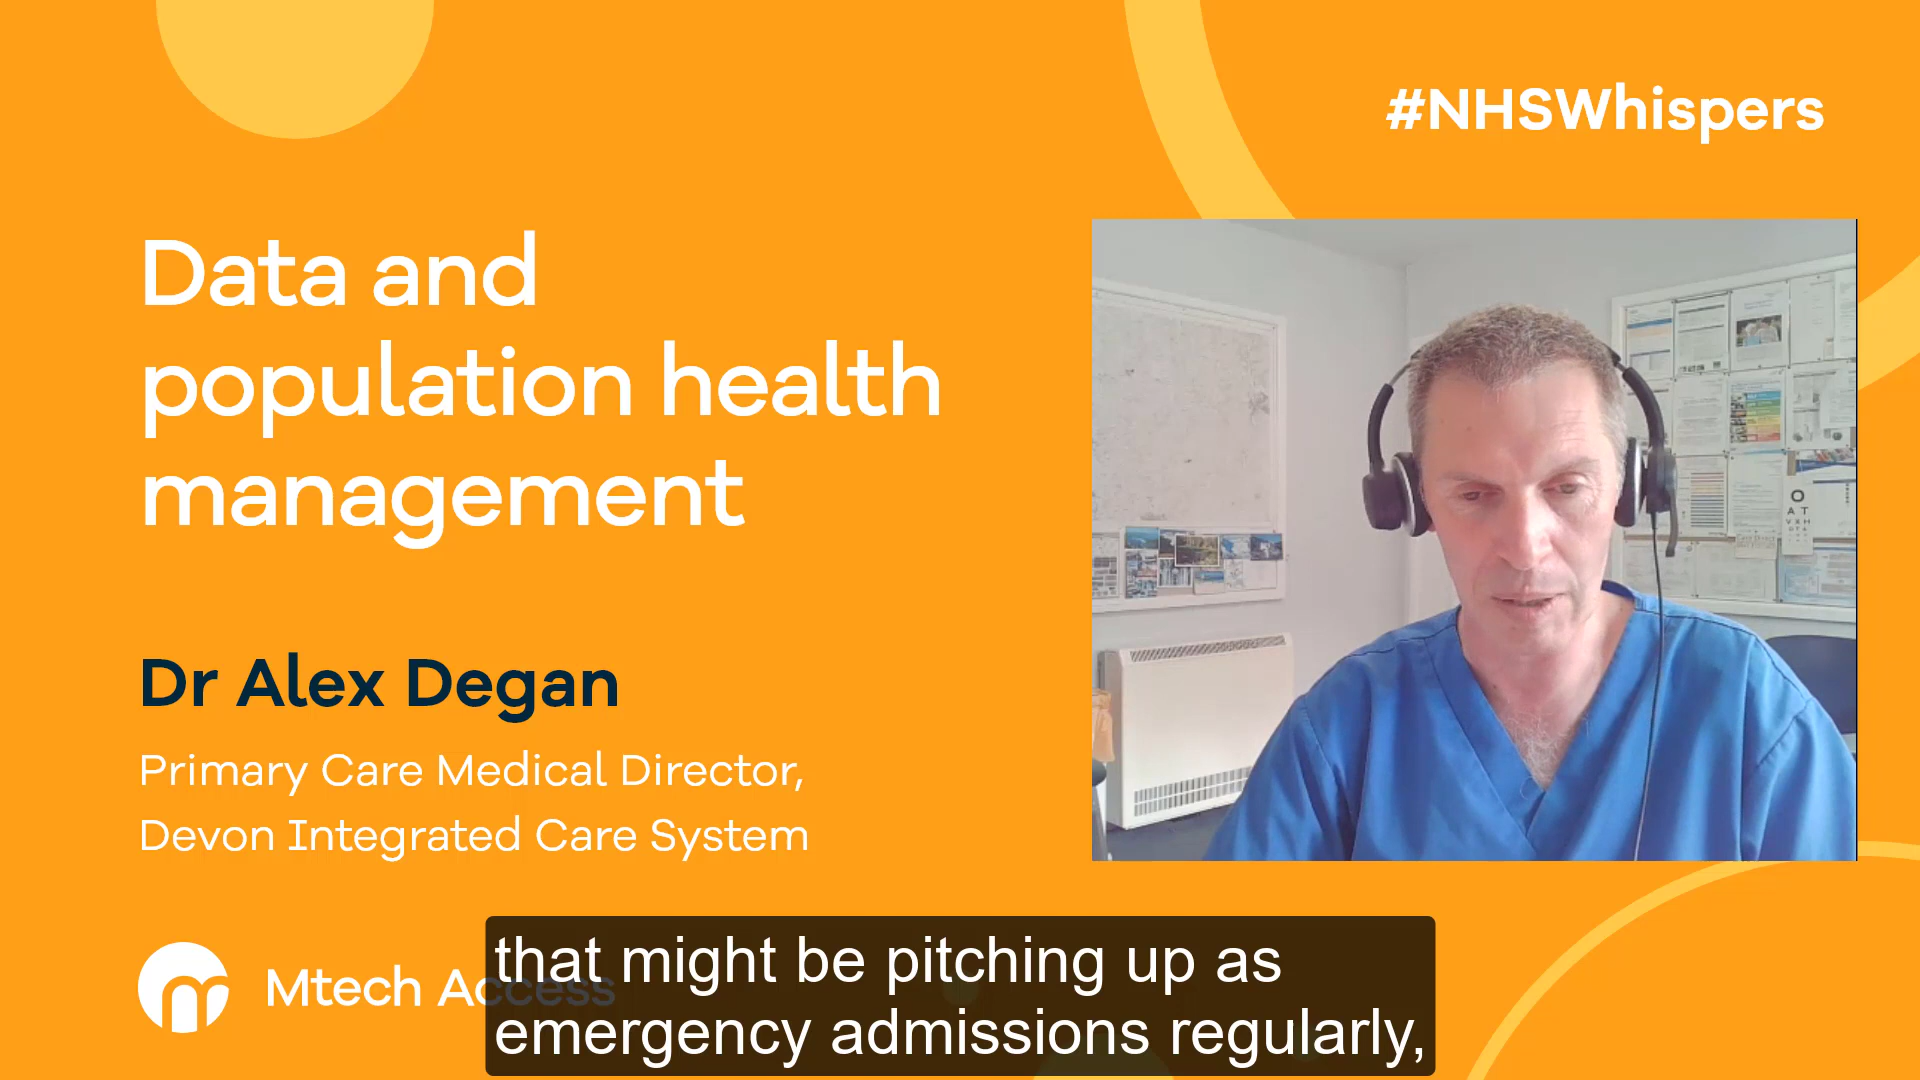 #NHSWhispers
Data and
population health
management
Dr Alex Degan
Primary Care Medical Director,
Devon Integrated Care System
Mtech Access
that might be pitching up as
emergency admissions regularly,
O
A T